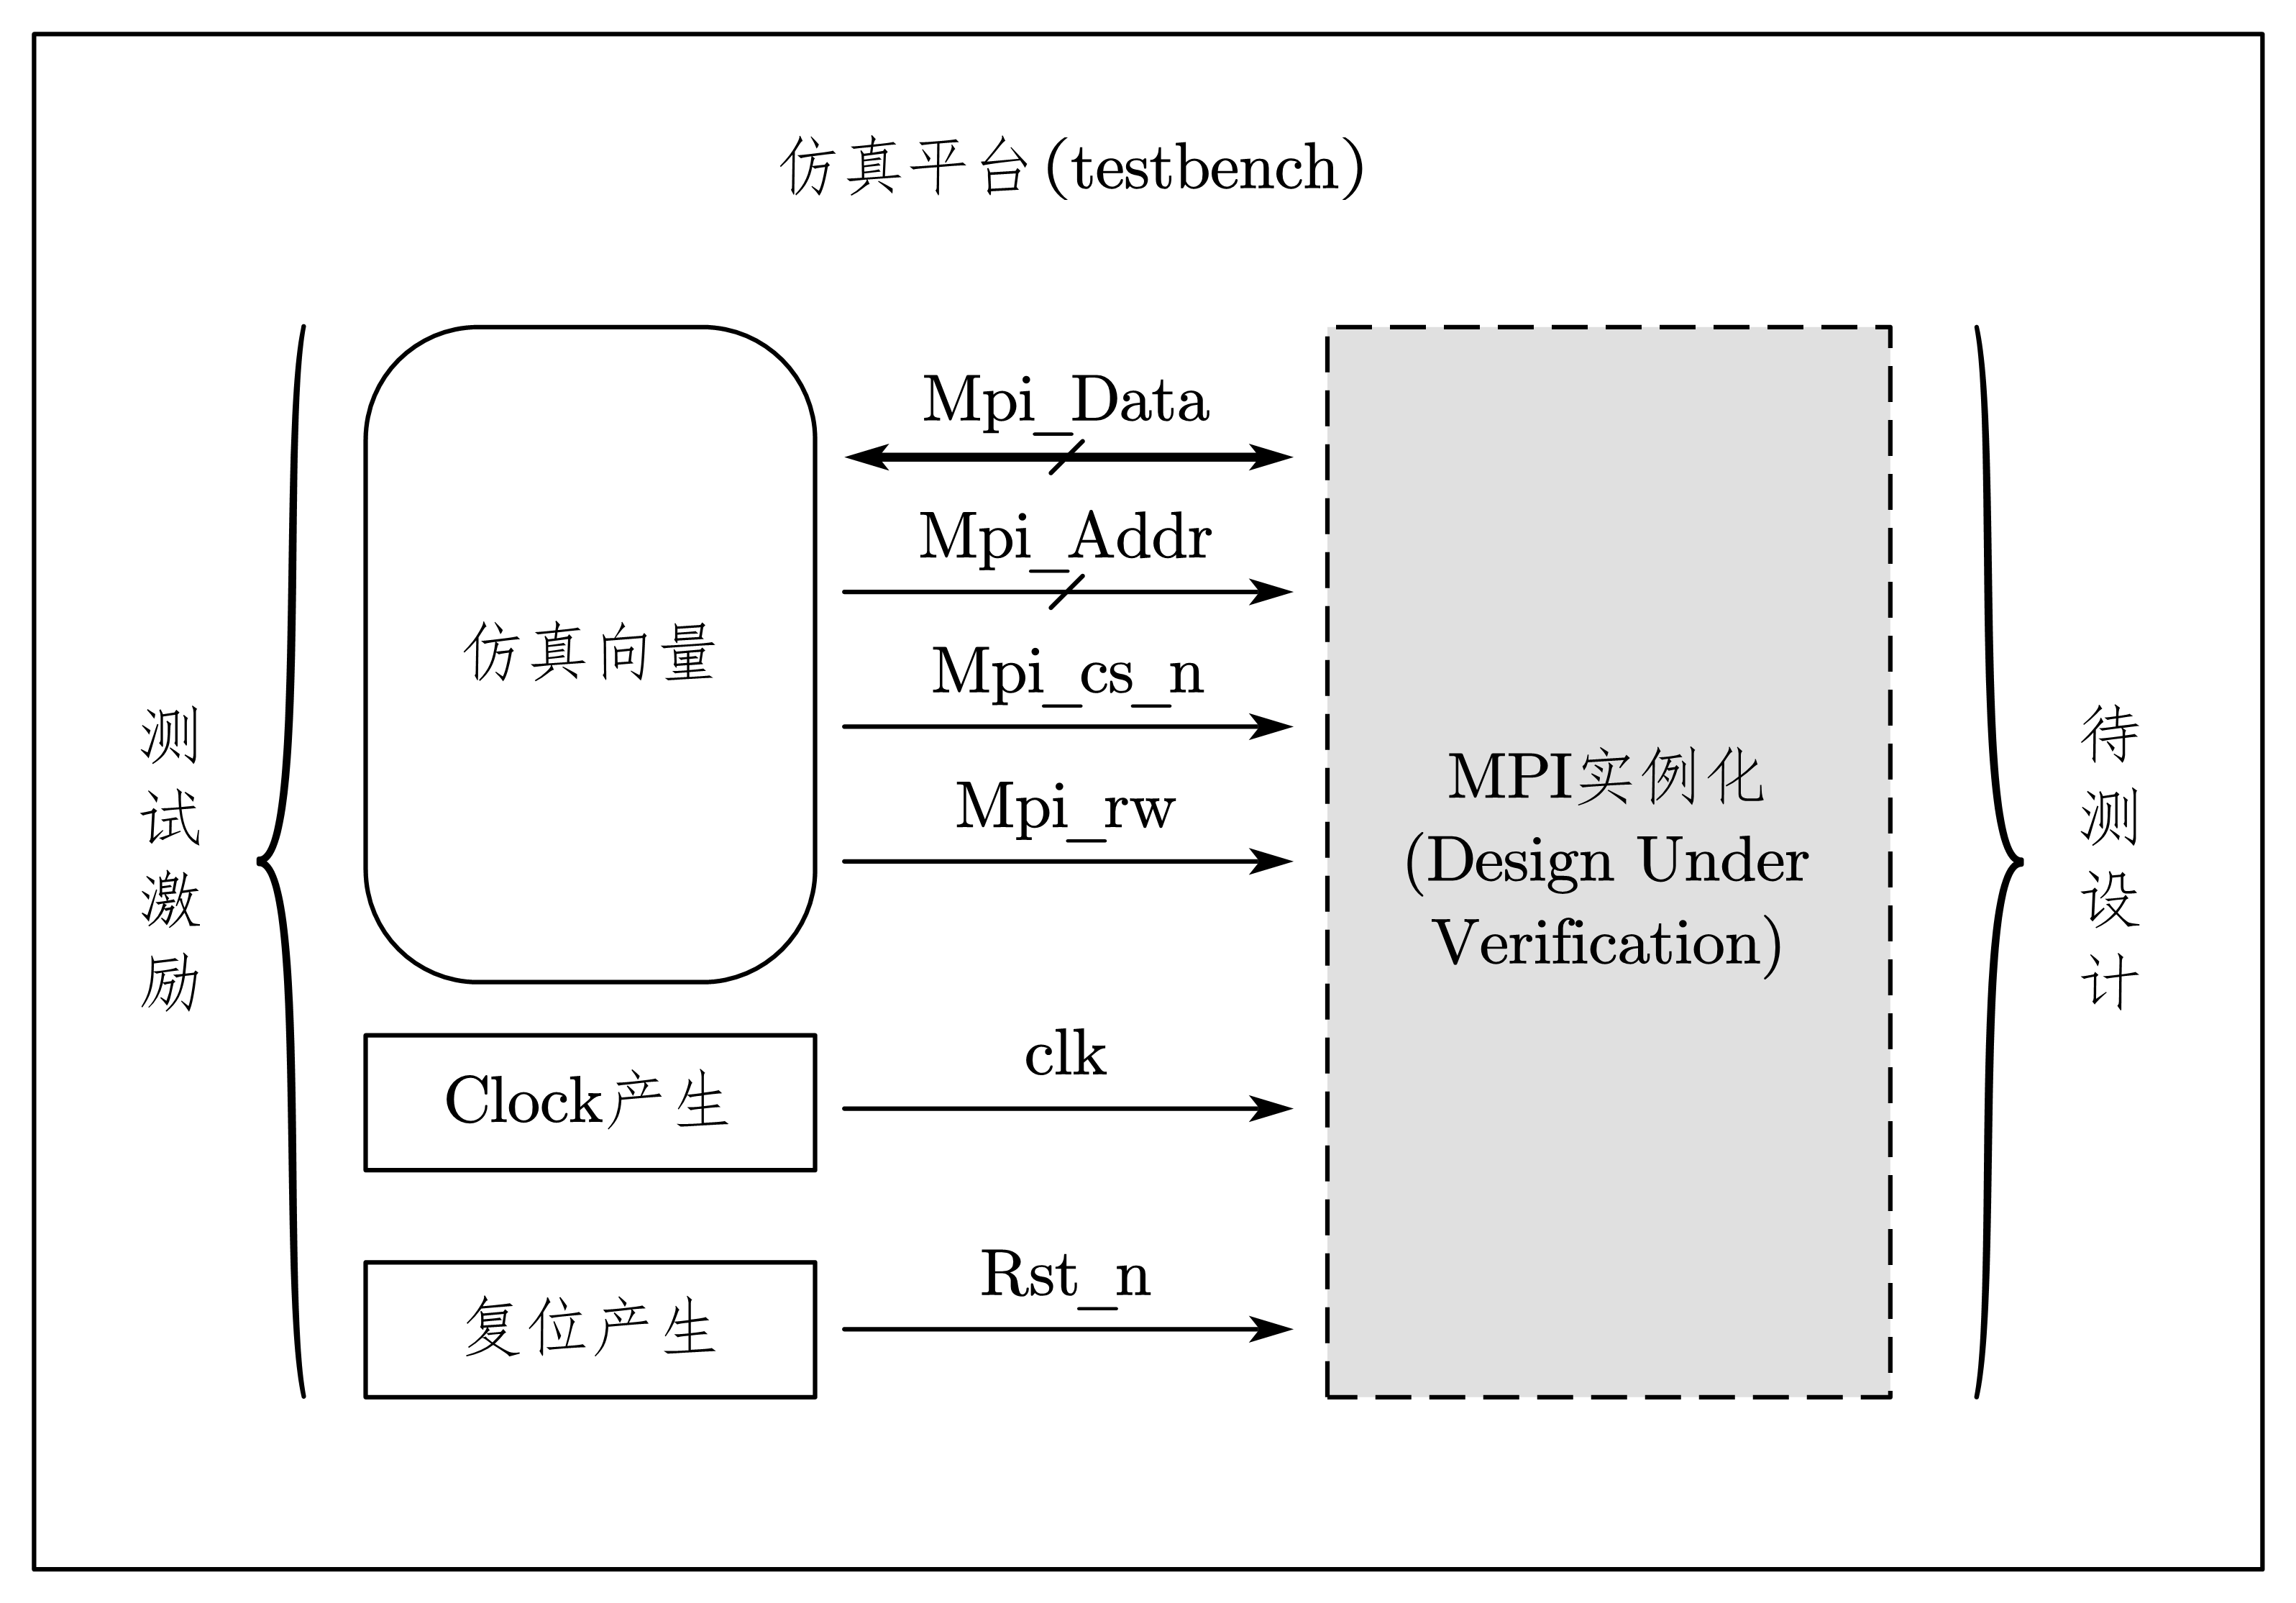 仿真平台(testbench)
测试激励
仿真向量
Mpi_Data
Mpi_Addr
Mpi_cs_n
Mpi_rw
Clock产生
clk
复位产生
Rst_n
MPI实例化
(Design Under
Verification)
待测设计